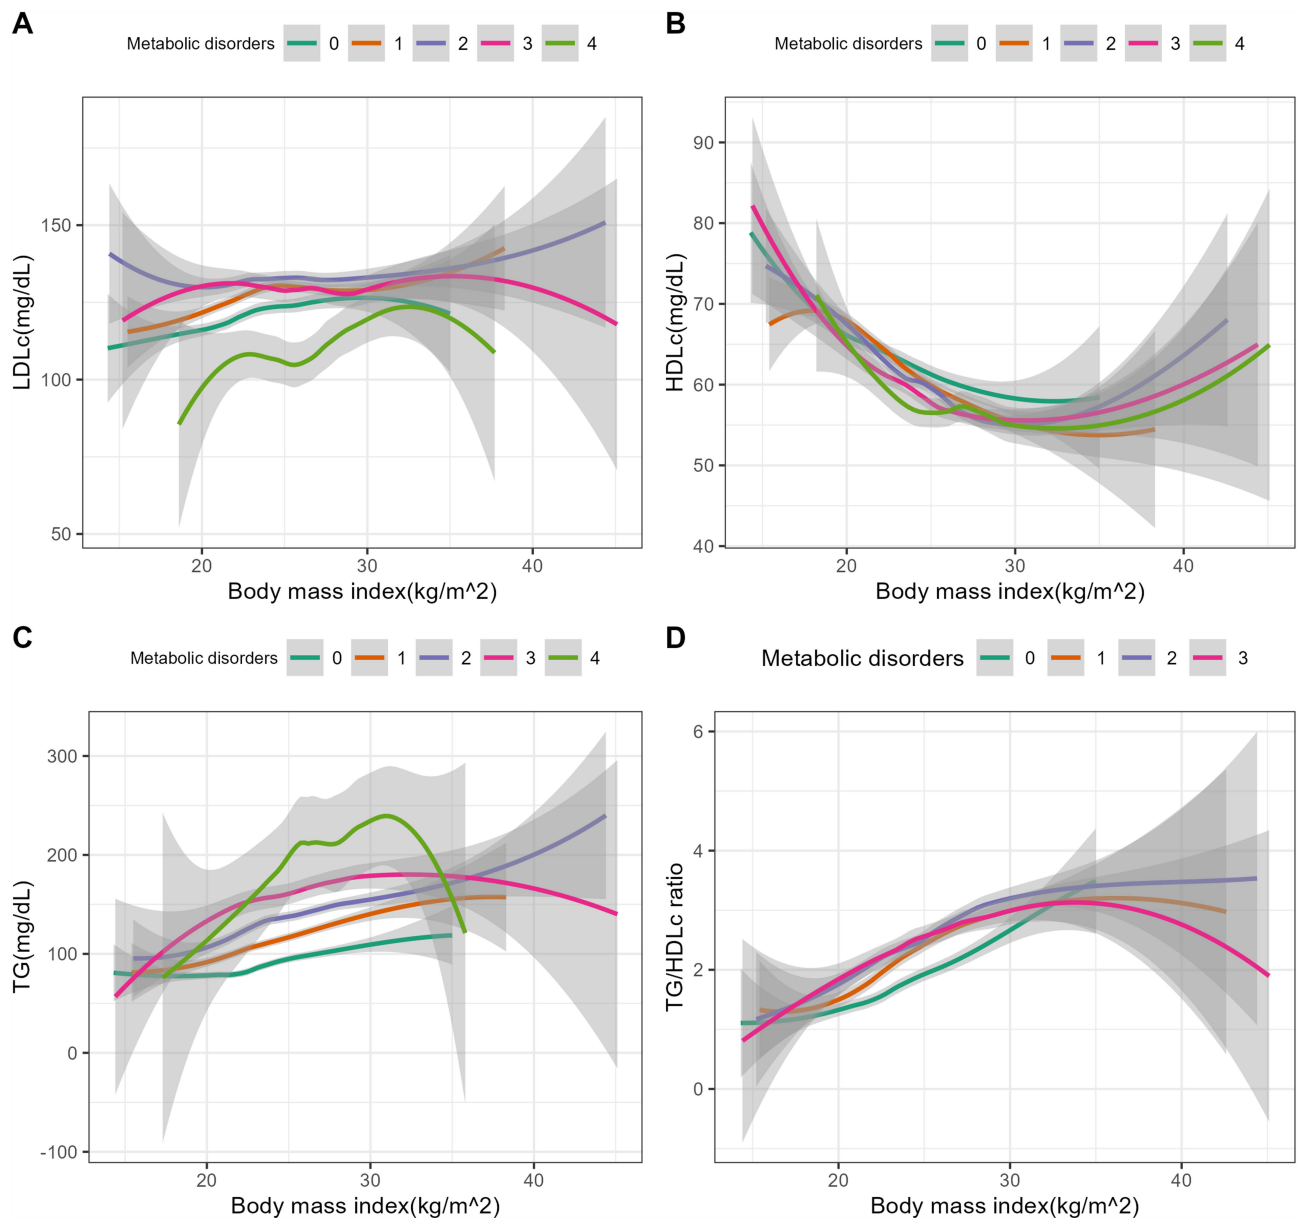 A
Metabolic disorders 0 1 2 3 4
LDLc(mg/dL)
150
100
50
20 30 40
Body mass index(kg/m^2)
B
Metabolic disorders 0 1 2 3 4
HDLc(mg/dL)
90
80
70
60
50
40
20 30 40
Body mass index(kg/m^2)
C
Metabolic disorders 0 1 2 3 4
TG(mg/dL)
300
200
100
0
-100
20 30 40
Body mass index(kg/m^2)
D
Metabolic disorders 0 1 2 3
TG/HDLc ratio
6
4
2
0
20 30 40
Body mass index(kg/m^2)